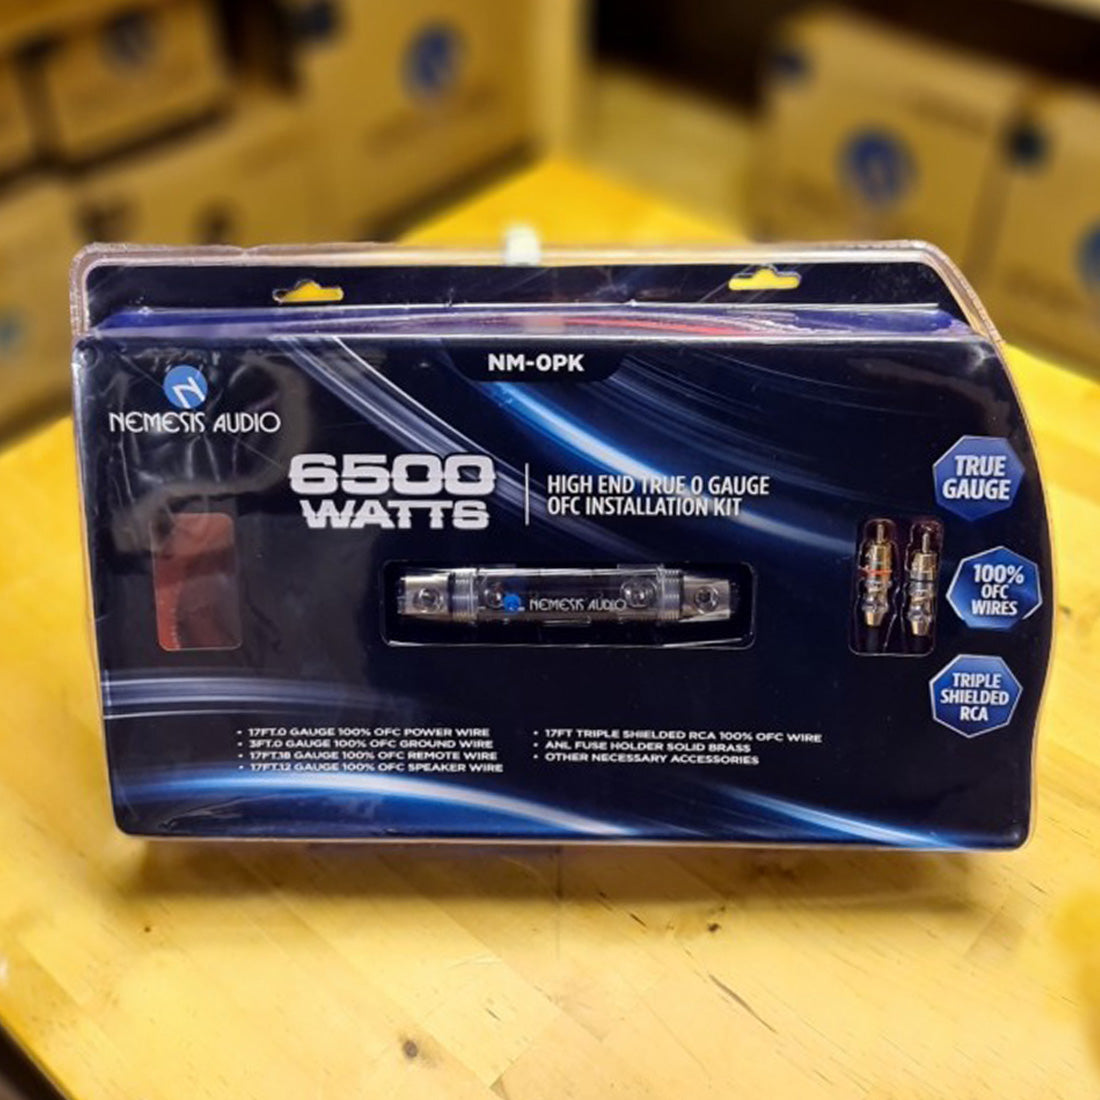 NM-OPK
NEMESIS AUDIO
6500
WATTS
HIGH END TRUE 0 GAUGE
OFC INSTALLATION KIT
TRUE
GAUGE
100%
OFC
WIRES
NEMESIS AUDIO
TRIPLE
SHIELDED
RCA
• 17FT.0 GAUGE 100% OFC POWER WIRE
• 3FT.0 GAUGE 100% OFC GROUND WIRE
• 17FT.18 GAUGE 100% OFC REMOTE WIRE
• 17FT.12 GAUGE 100% OFC SPEAKER WIRE
• 17FT TRIPLE SHIELDED RCA 100% OFC WIRE
• ANL FUSE HOLDER SOLID BRASS
• OTHER NECESSARY ACCESSORIES